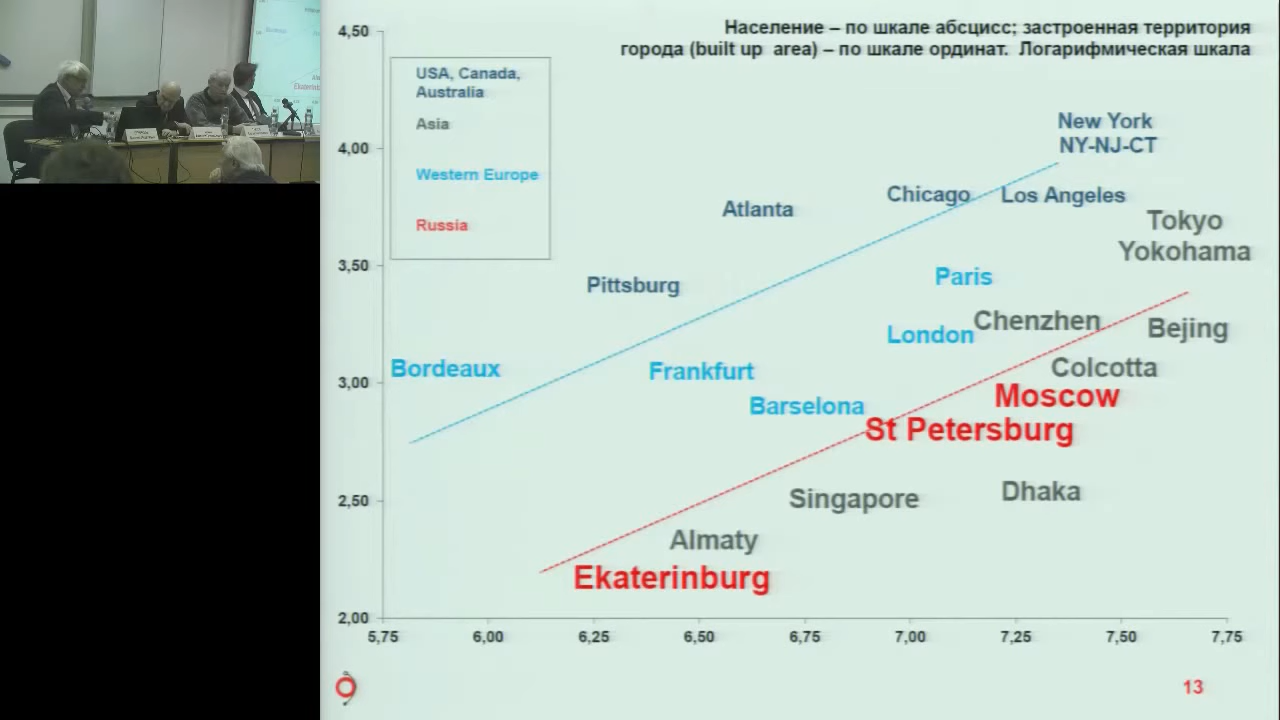 Население – по шкале абсцисс; застроенная территория
города (built up area) – по шкале ординат. Логарифмическая шкала
4,50
4,00
3,50
3,00
2,50
2,00
USA, Canada,
Australia
Asia
Western Europe
Russia
New York
NY-NJ-CT
Chicago
Los Angeles
Atlanta
Tokyo
Yokohama
Pittsburg
Paris
Chenzhen
Bejing
London
Bordeaux
Frankfurt
Colcotta
Moscow
Barselona
St Petersburg
Singapore
Dhaka
Almaty
Ekaterinburg
5,75
6,00
6,25
6,50
6,75
7,00
7,25
7,50
7,75
13